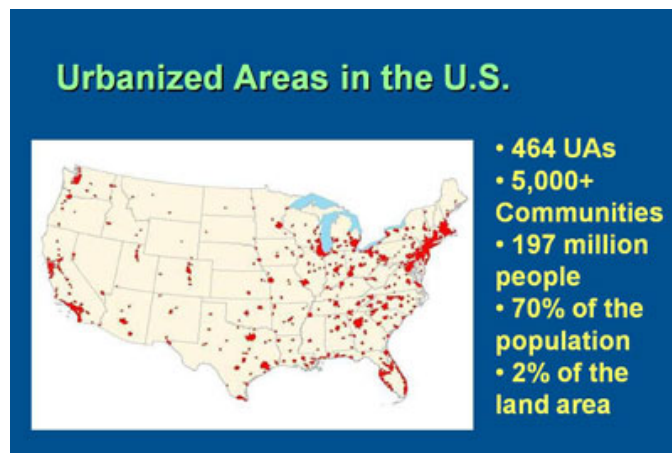 Urbanized Areas in the U.S.
• 464 UAs
• 5,000+
Communities
• 197 million
people
• 70% of the
population
• 2% of the
land area